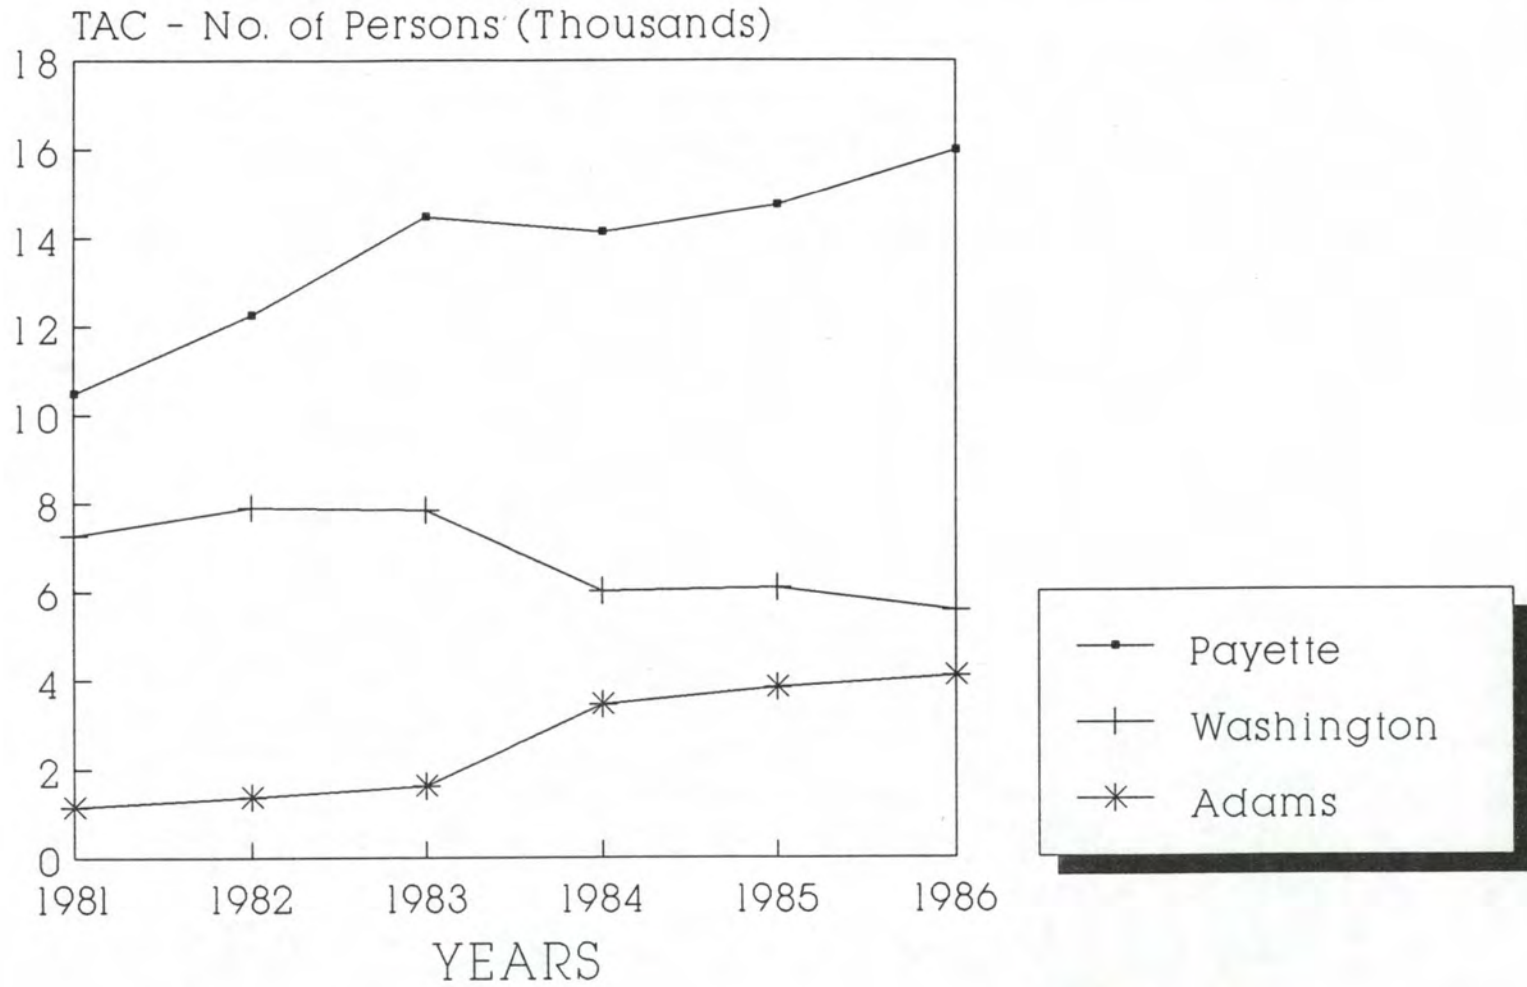 TAC - No. of Persons (Thousands)
18
16
14
12
10
8
6
4
2
0
1981 1982 1983 1984 1985 1986
YEARS
Payette
Washington
Adams